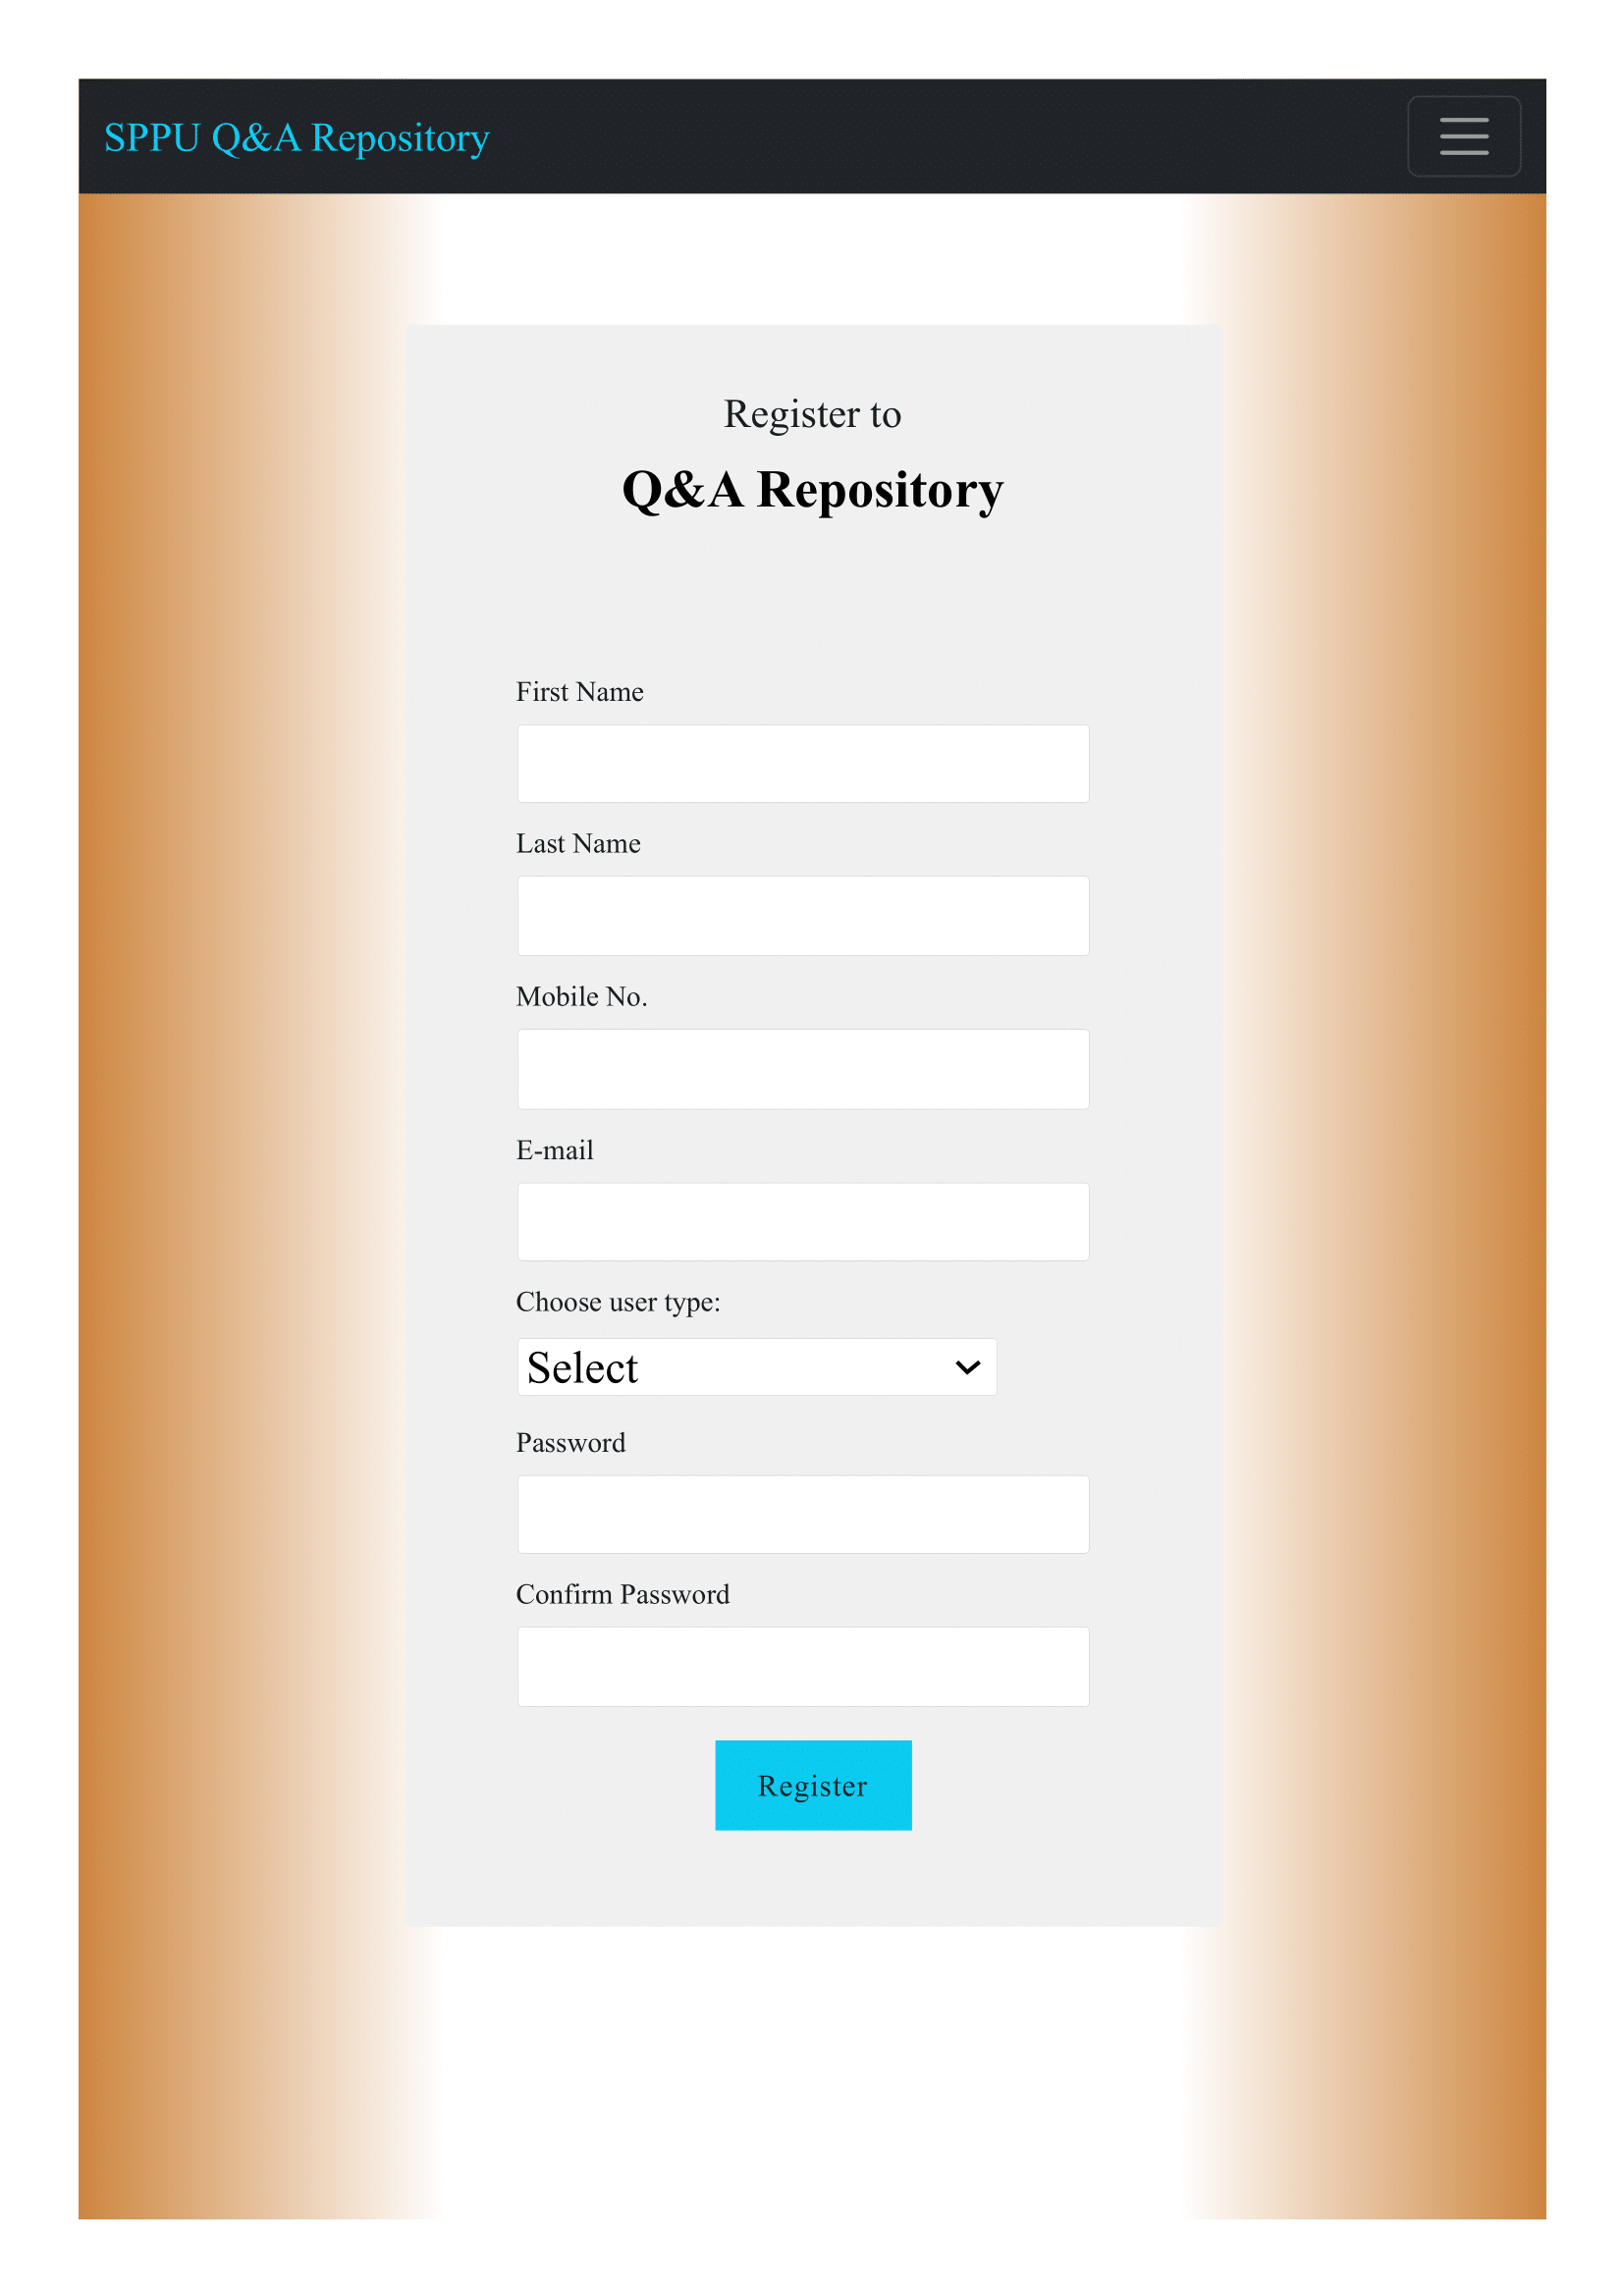 SPPU Q&A Repository
Register to
Q&A Repository
First Name
Last Name
Mobile No.
E-mail
Choose user type:
Select
Password
Confirm Password
Register